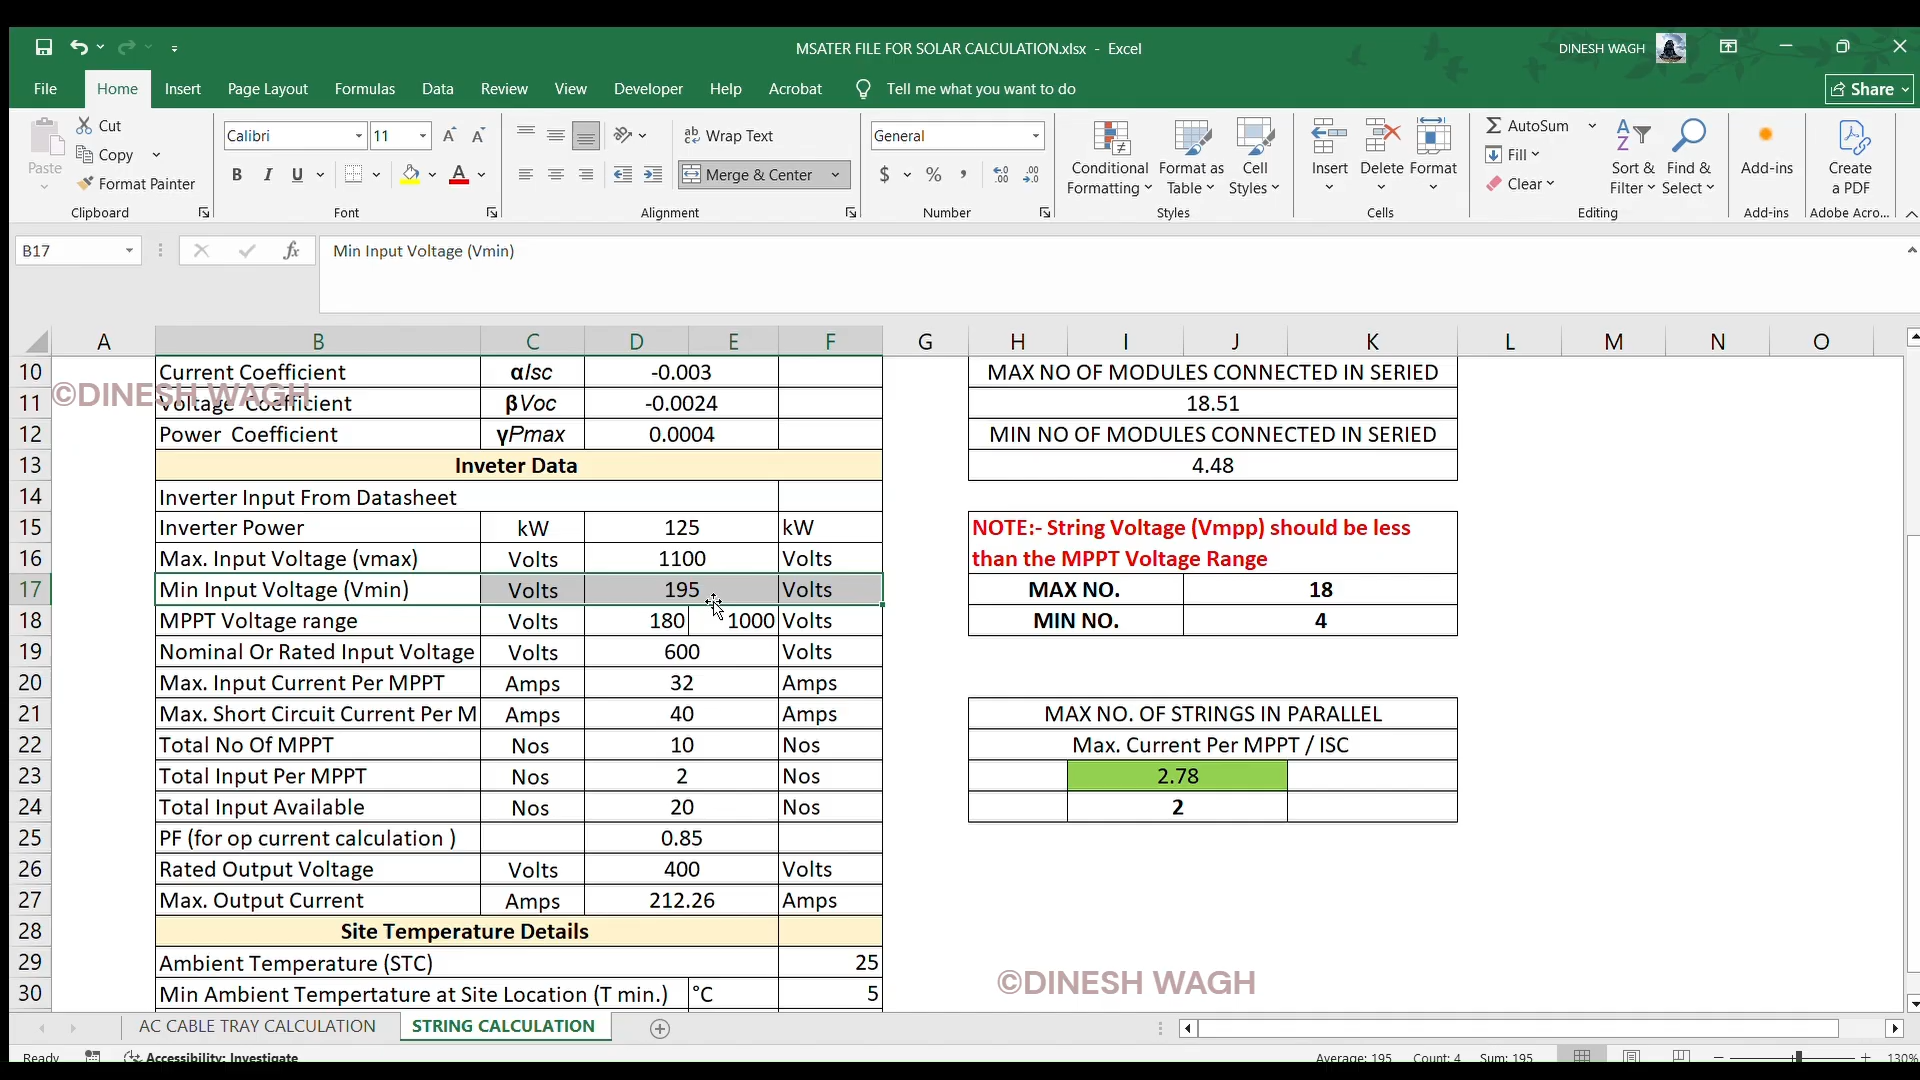 MSATER FILE FOR SOLAR CALCULATION.xlsx - Excel
DINESH WAGH
File Home Insert Page Layout Formulas Data Review View Developer Help Acrobat Tell me what you want to do
Share
Paste
Cut
Copy
Format Painter
Clipboard
Calibri 11
B I U
Font
Wrap Text
Merge & Center
Alignment
General
$ % ,
Number
Conditional Formatting
Format as Table
Cell Styles
Styles
Insert Delete Format
Cells
AutoSum
Fill
Clear
Sort & Filter
Find & Select
Editing
Add-ins
Add-ins
Create a PDF
Adobe Acro...
B17 fx Min Input Voltage (Vmin)
A B C D E F G H I J K L M N O
10 Current Coefficient αIsc -0.003 MAX NO OF MODULES CONNECTED IN SERIED
©DINESH WAGH
11 Voltage Coefficient βVoc -0.0024 18.51
12 Power Coefficient γPmax 0.0004 MIN NO OF MODULES CONNECTED IN SERIED
13 Inveter Data 4.48
14 Inverter Input From Datasheet
15 Inverter Power kW 125 kW NOTE:- String Voltage (Vmpp) should be less
16 Max. Input Voltage (vmax) Volts 1100 Volts than the MPPT Voltage Range
17 Min Input Voltage (Vmin) Volts 195 Volts MAX NO. 18
18 MPPT Voltage range Volts 180 1000 Volts MIN NO. 4
19 Nominal Or Rated Input Voltage Volts 600 Volts
20 Max. Input Current Per MPPT Amps 32 Amps
21 Max. Short Circuit Current Per M Amps 40 Amps MAX NO. OF STRINGS IN PARALLEL
22 Total No Of MPPT Nos 10 Nos Max. Current Per MPPT / ISC
23 Total Input Per MPPT Nos 2 Nos 2.78
24 Total Input Available Nos 20 Nos 2
25 PF (for op current calculation ) 0.85
26 Rated Output Voltage Volts 400 Volts
27 Max. Output Current Amps 212.26 Amps
28 Site Temperature Details
29 Ambient Temperature (STC) 25
30 Min Ambient Tempertature at Site Location (T min.) °C 5
©DINESH WAGH
AC CABLE TRAY CALCULATION STRING CALCULATION
Ready Accessibility: Investigate Average: 195 Count: 4 Sum: 195 130%